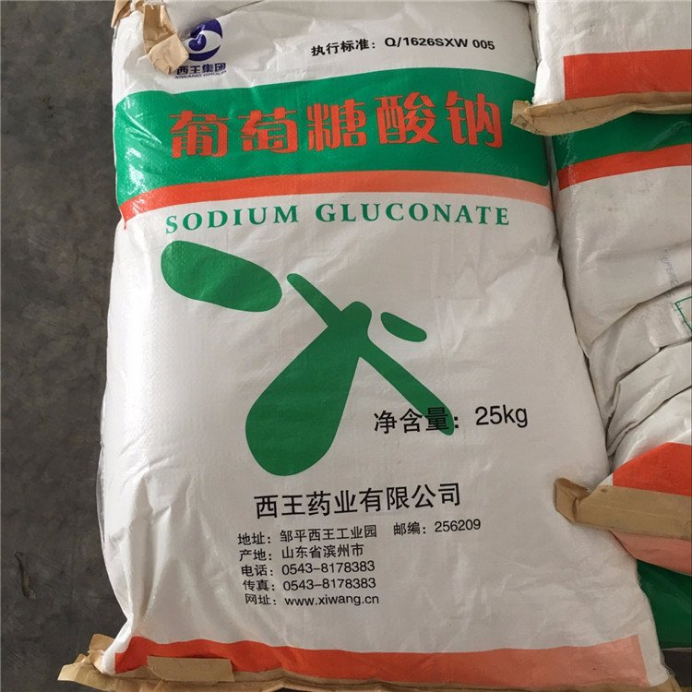 执行标准：Q/1626SXW 005
西王集团
XIWANG GROUP
葡萄糖酸钠
SODIUM GLUCONATE
净含量：25kg
西王药业有限公司
地址：邹平西王工业园 邮编：256209
产地：山东省滨州市
电话：0543-8178383
传真：0543-8178383
网址：www.xiwang.cn